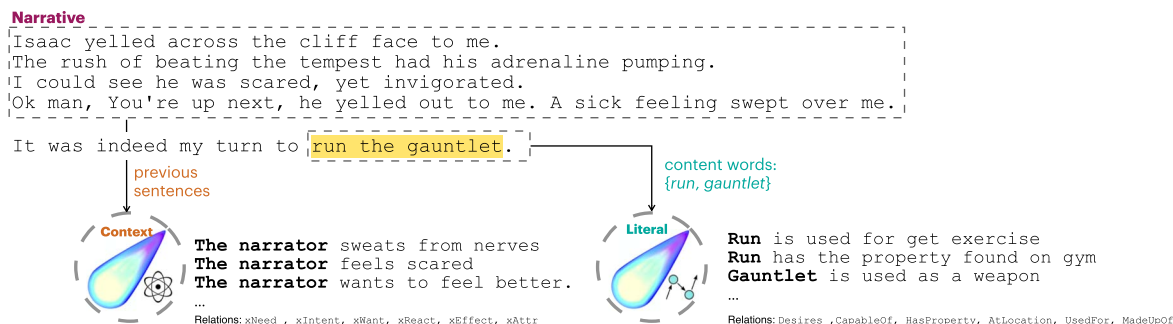 Narrative
Isaac yelled across the cliff face to me.
The rush of beating the tempest had his adrenaline pumping.
I could see he was scared, yet invigorated.
Ok man, You're up next, he yelled out to me. A sick feeling swept over me.
It was indeed my turn to run the gauntlet.
previous
sentences
content words:
{run, gauntlet}
Context
The narrator sweats from nerves
The narrator feels scared
The narrator wants to feel better.
...
Relations: xNeed , xIntent, xWant, xReact, xEffect, xAttr
Literal
Run is used for get exercise
Run has the property found on gym
Gauntlet is used as a weapon
...
Relations: Desires ,CapableOf, HasProperty, AtLocation, UsedFor, MadeUpOf